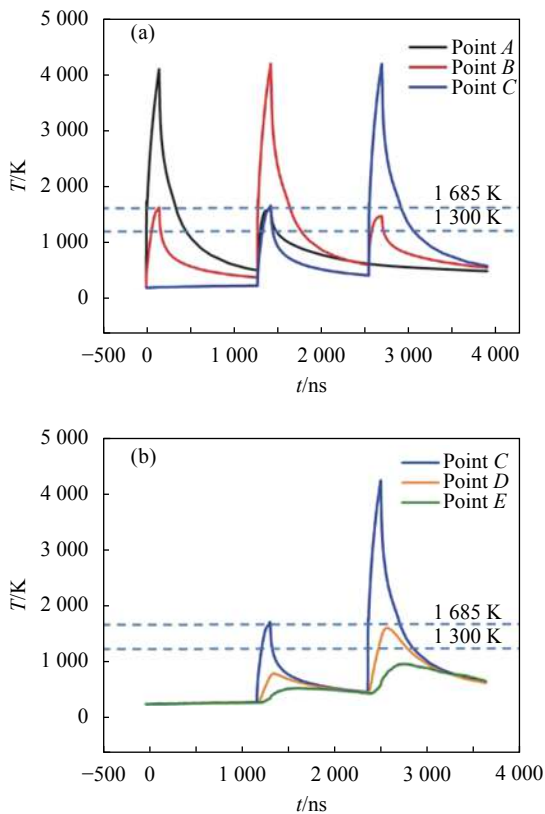 (a)
5 000
4 000
3 000
2 000
1 000
0
T/K
Point A
Point B
Point C
1 685 K
1 300 K
−500 0 1 000 2 000 3 000 4 000
t/ns
(b)
5 000
4 000
3 000
2 000
1 000
0
T/K
Point C
Point D
Point E
1 685 K
1 300 K
−500 0 1 000 2 000 3 000 4 000
t/ns